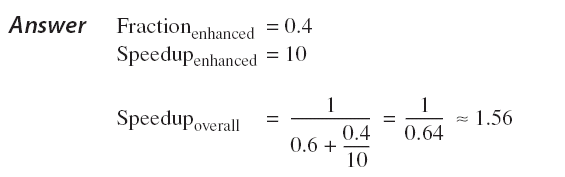 Answer Fraction_enhanced = 0.4
Speedup_enhanced = 10
Speedup_overall = 1 / (0.6 + 0.4/10) = 1/0.64 ≈ 1.56